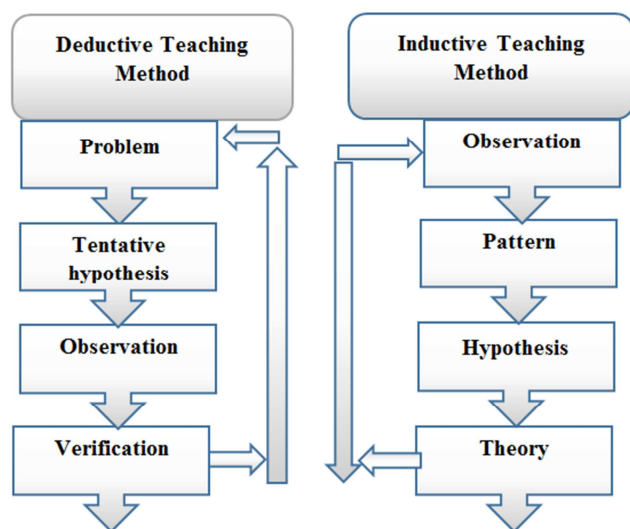 Deductive Teaching
Method
Problem
Tentative
hypothesis
Observation
Verification
Inductive Teaching
Method
Observation
Pattern
Hypothesis
Theory